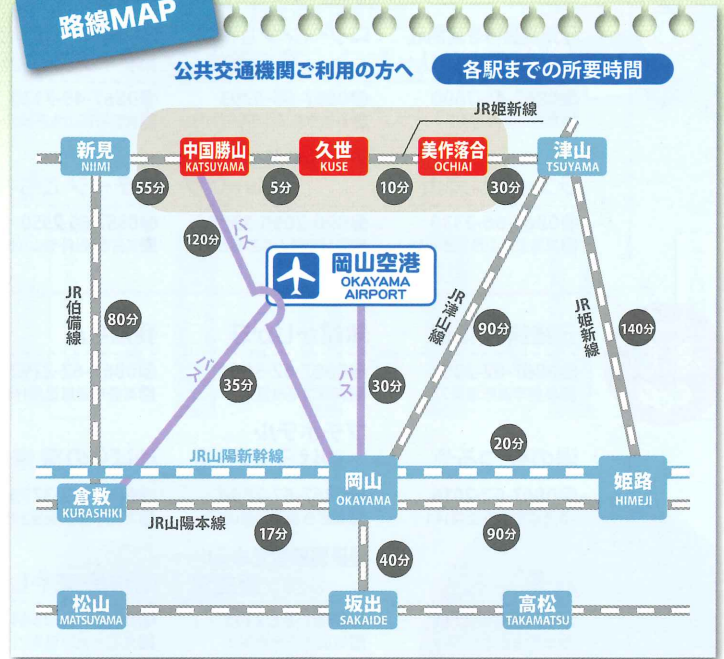 路線MAP
公共交通機関ご利用の方へ
各駅までの所要時間
JR姫新線
新見
NIIMI
中国勝山
KATSUYAMA
久世
KUSE
美作落合
OCHIAI
津山
TSUYAMA
55分
5分
10分
30分
120分
バス
岡山空港
OKAYAMA
AIRPORT
JR伯備線
80分
バス
35分
バス
30分
JR津山線
90分
JR姫新線
140分
20分
JR山陽新幹線
倉敷
KURASHIKI
岡山
OKAYAMA
姫路
HIMEJI
JR山陽本線
17分
90分
40分
松山
MATSUYAMA
坂出
SAKAIDE
高松
TAKAMATSU